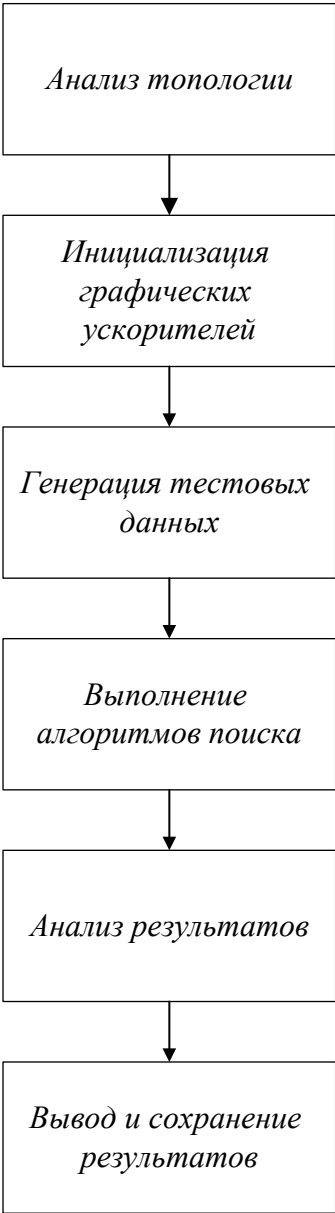 Анализ топологии
Инициализация
графических
ускорителей
Генерация тестовых
данных
Выполнение
алгоритмов поиска
Анализ результатов
Вывод и сохранение
результатов